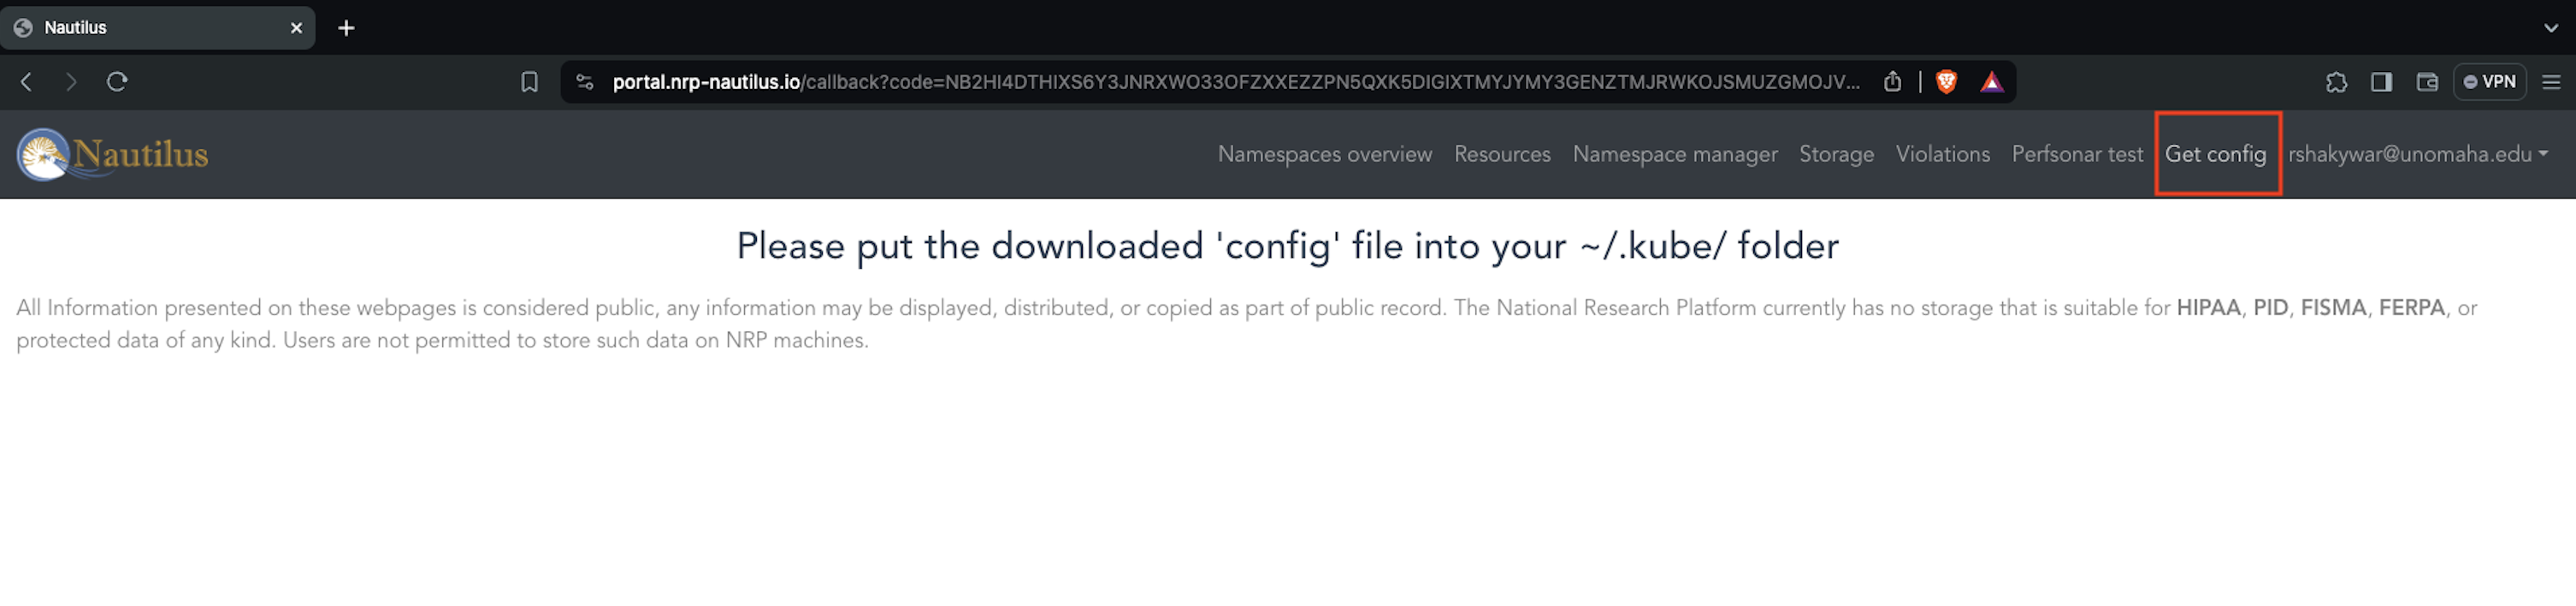 Nautilus
portal.nrp-nautilus.io/callback?code=NB2HI4DTHIXS6Y3JNRXWO33OFZXXEZZPN5QXK5DIGIXTMYJYMY3GENZTMJRWKOJSMUZGMOJV...
VPN
Nautilus
Namespaces overview Resources Namespace manager Storage Violations Perfsonar test Get config rshakywar@unomaha.edu
Please put the downloaded 'config' file into your ~/.kube/ folder
All Information presented on these webpages is considered public, any information may be displayed, distributed, or copied as part of public record. The National Research Platform currently has no storage that is suitable for HIPAA, PID, FISMA, FERPA, or
protected data of any kind. Users are not permitted to store such data on NRP machines.